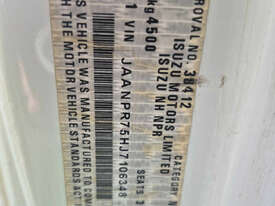 ROVAL NO. 38412 CATEGORY N
ISUZU MOTORS LIMITED
ISUZU NH NPR
kg 4500 SEATS 3
1 VIN JAANPR75HJ7106348
S VEHICLE WAS MANUFACTURED TO
H THE MOTOR VEHICLE STANDARDS ACT